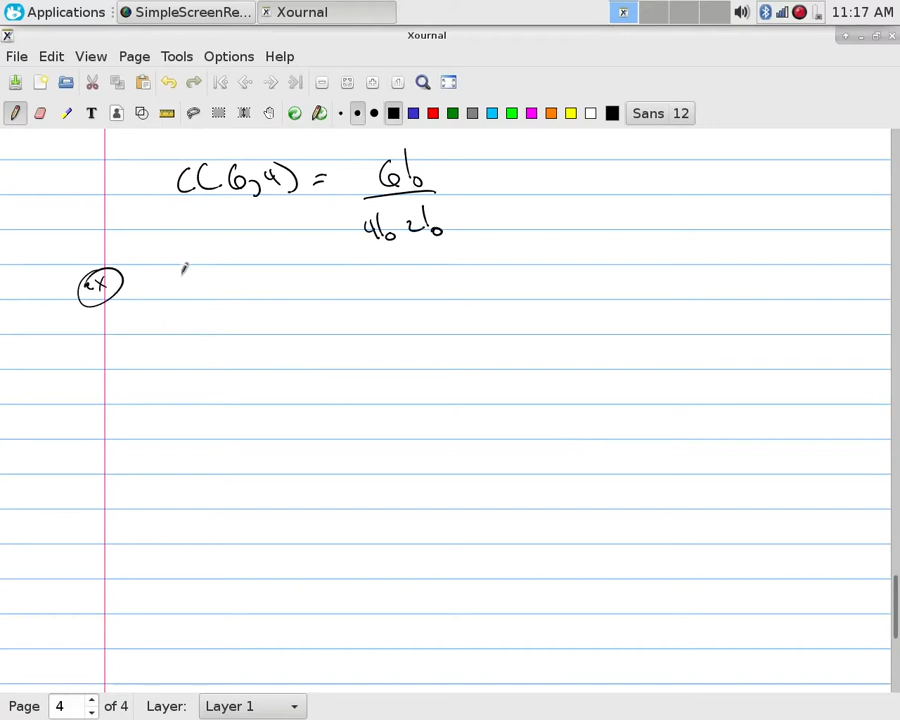 Applications SimpleScreenRe... Xournal 11:17 AM
Xournal
File Edit View Page Tools Options Help
T Sans 12
C(6,4) = 6!
4! 2!
ex
Page 4 of 4 Layer: Layer 1